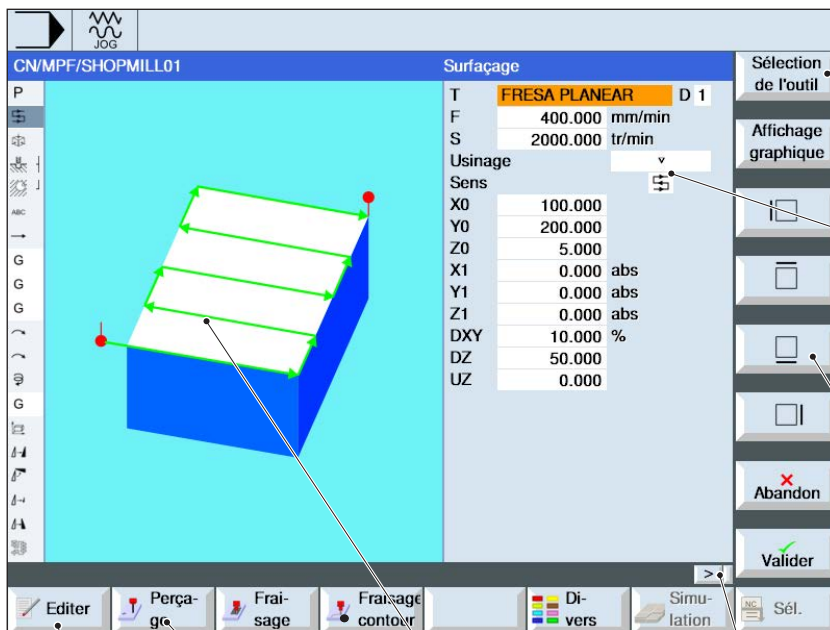 JOG
CN/MPF/SHOPMILL01
Surfaçage
P
ABC
G
G
G
G
T FRESA PLANEAR D 1
F 400.000 mm/min
S 2000.000 tr/min
Usinage
Sens
X0 100.000
Y0 200.000
Z0 5.000
X1 0.000 abs
Y1 0.000 abs
Z1 0.000 abs
DXY 10.000 %
DZ 50.000
UZ 0.000
Sélection
de l'outil
Affichage
graphique
Abandon
Valider
>
Editer
Perça-
ge
Frai-
sage
Fraisage
contour
Di-
vers
Simu-
lation
NC
Sél.